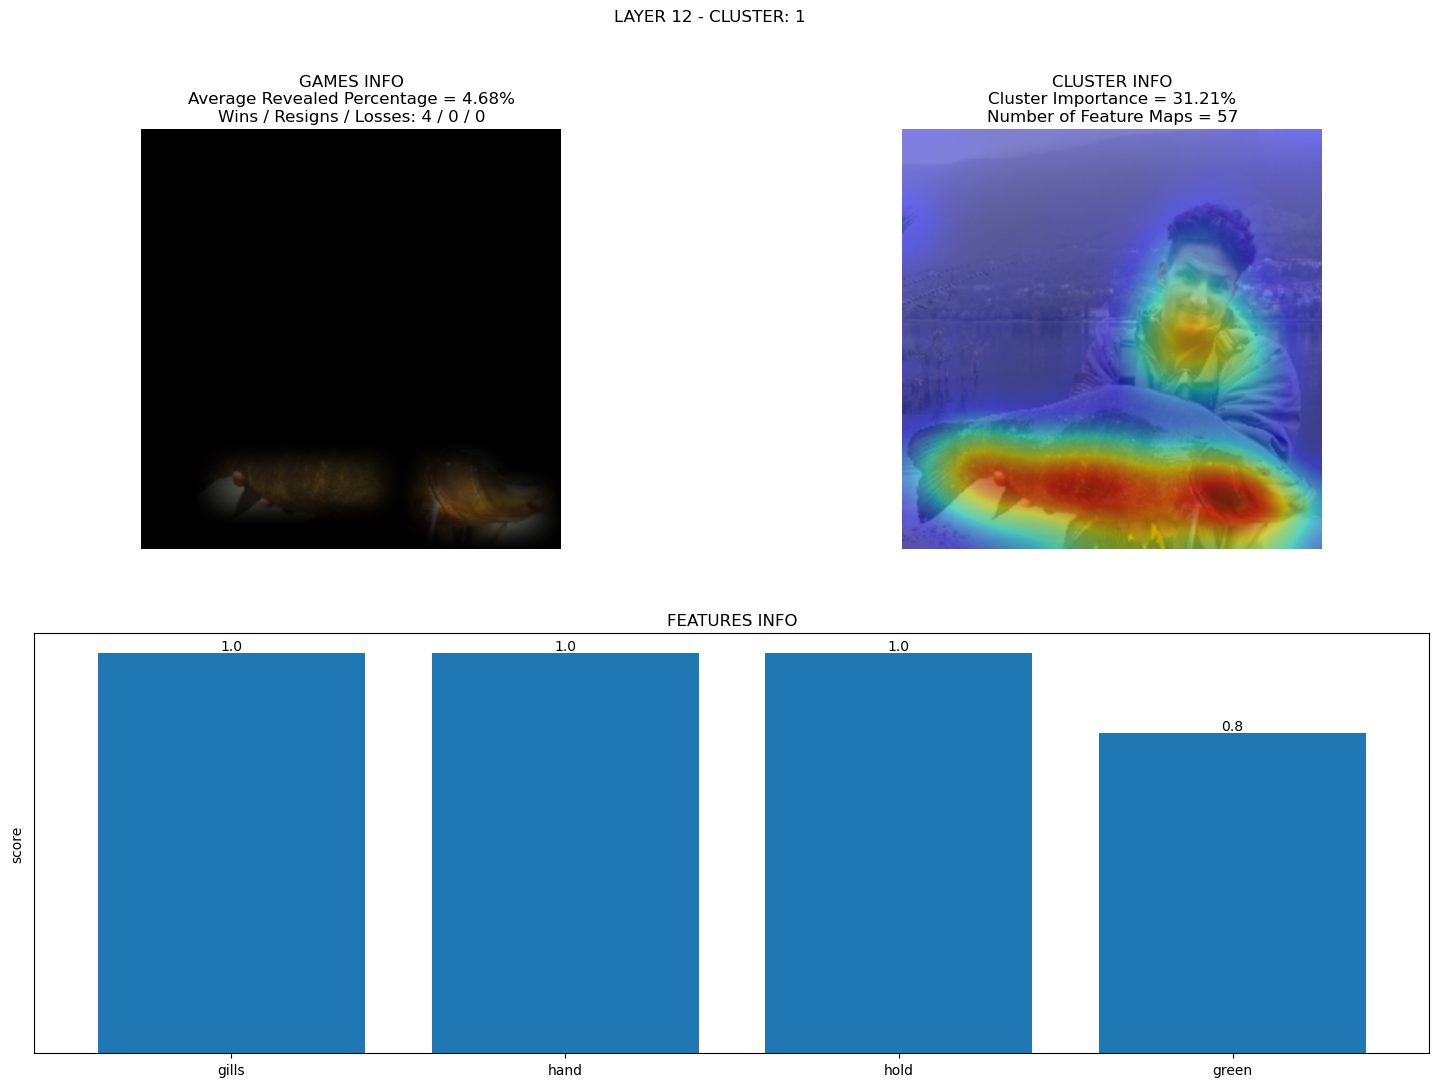 LAYER 12 - CLUSTER: 1
GAMES INFO
Average Revealed Percentage = 4.68%
Wins / Resigns / Losses: 4 / 0 / 0
CLUSTER INFO
Cluster Importance = 31.21%
Number of Feature Maps = 57
FEATURES INFO
1.0
1.0
1.0
0.8
score
gills
hand
hold
green